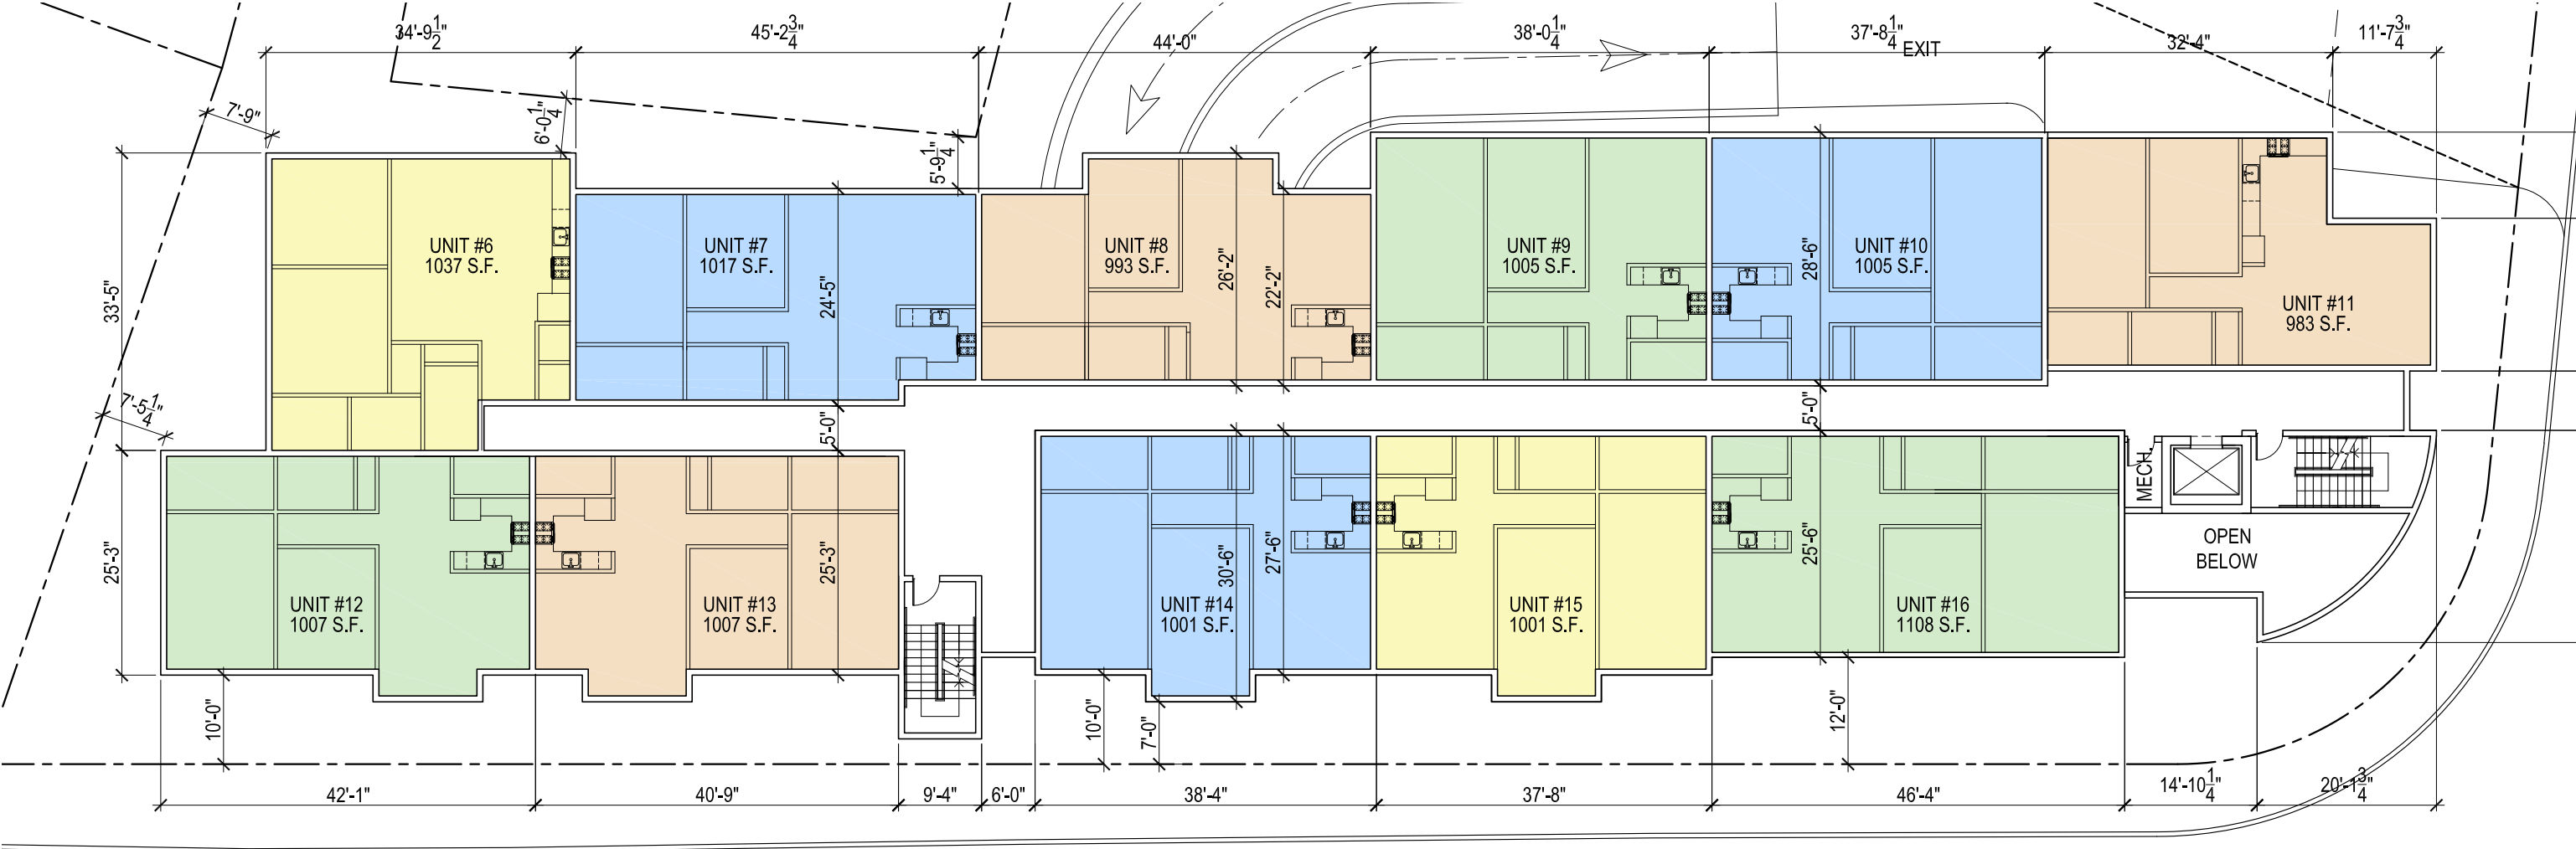 34'-9 1/2"
45'-2 3/4"
44'-0"
38'-0 1/4"
37'-8 1/4"
EXIT
32'-4"
11'-7 3/4"
7'-9"
6'-0 1/4"
5'-9 1/4"
33'-5"
UNIT #6
1037 S.F.
UNIT #7
1017 S.F.
24'-5"
UNIT #8
993 S.F.
26'-2"
22'-2"
UNIT #9
1005 S.F.
28'-6"
UNIT #10
1005 S.F.
UNIT #11
983 S.F.
7'-5 1/4"
5'-0"
5'-0"
MECH
25'-3"
UNIT #12
1007 S.F.
UNIT #13
1007 S.F.
25'-3"
UNIT #14
1001 S.F.
30'-6"
27'-6"
UNIT #15
1001 S.F.
25'-6"
UNIT #16
1108 S.F.
OPEN
BELOW
10'-0"
10'-0"
7'-0"
12'-0"
42'-1"
40'-9"
9'-4"
6'-0"
38'-4"
37'-8"
46'-4"
14'-10 1/4"
20'-1 3/4"